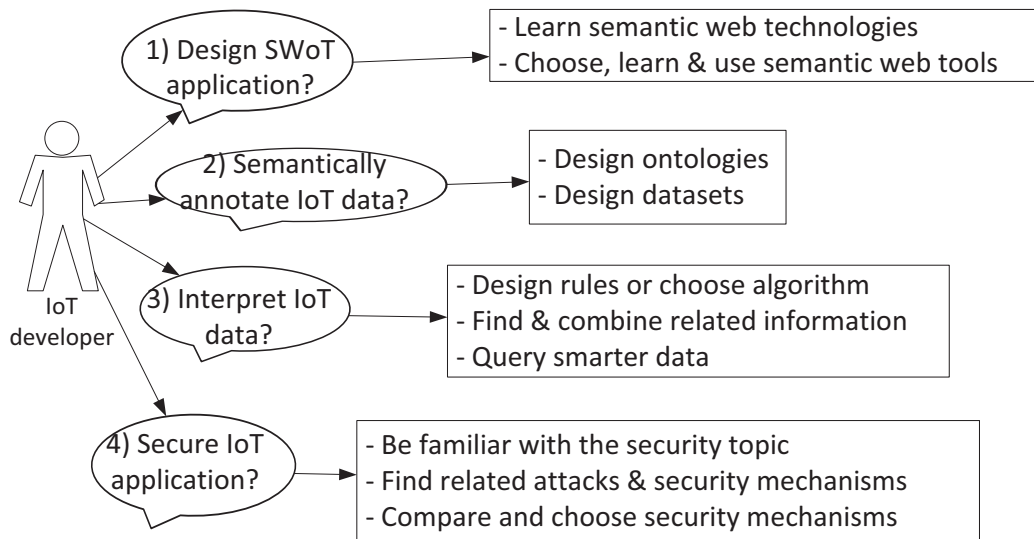 1) Design SWoT
application?
- Learn semantic web technologies
- Choose, learn & use semantic web tools
2) Semantically
annotate IoT data?
- Design ontologies
- Design datasets
IoT
developer
3) Interpret IoT
data?
- Design rules or choose algorithm
- Find & combine related information
- Query smarter data
4) Secure IoT
application?
- Be familiar with the security topic
- Find related attacks & security mechanisms
- Compare and choose security mechanisms